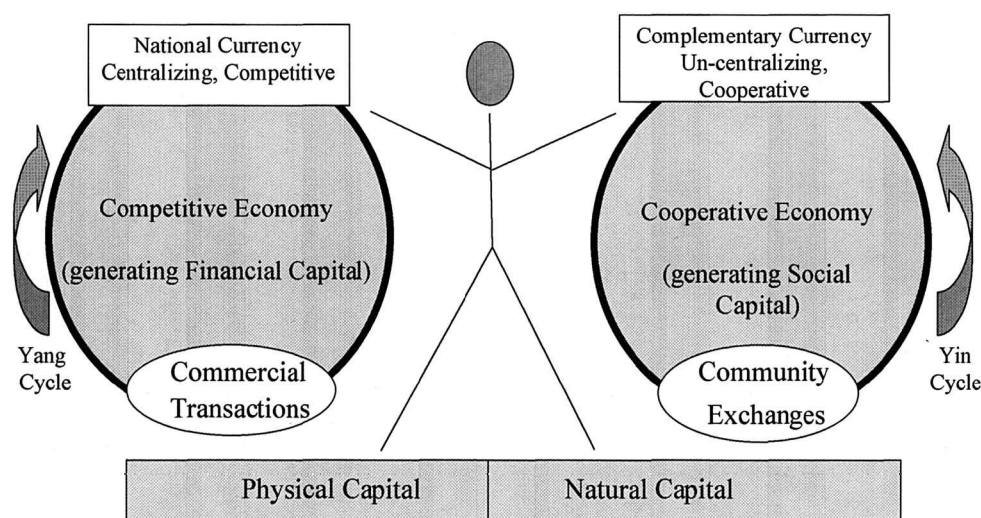 National Currency
Centralizing, Competitive
Complementary Currency
Un-centralizing,
Cooperative
Competitive Economy
(generating Financial Capital)
Cooperative Economy
(generating Social
Capital)
Yang
Cycle
Commercial
Transactions
Community
Exchanges
Yin
Cycle
Physical Capital
Natural Capital